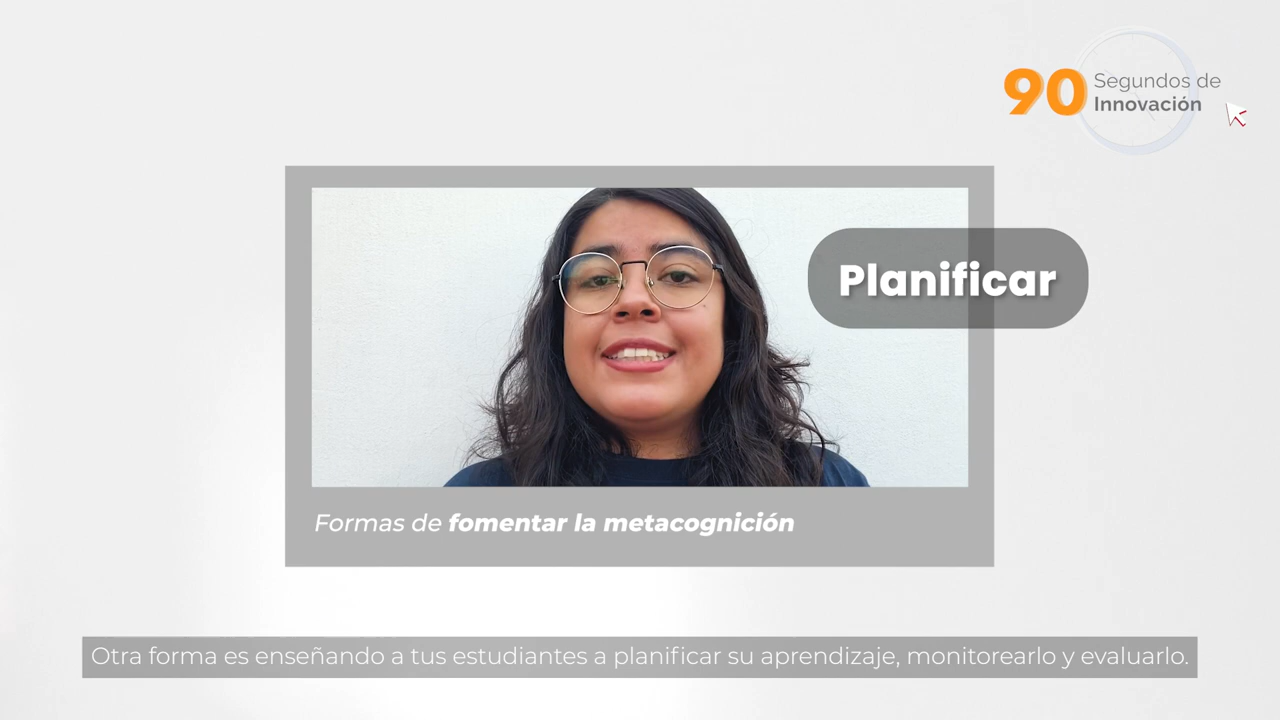 90 Segundos de
Innovación
Planificar
Formas de fomentar la metacognición
Otra forma es enseñando a tus estudiantes a planificar su aprendizaje, monitorearlo y evaluarlo.